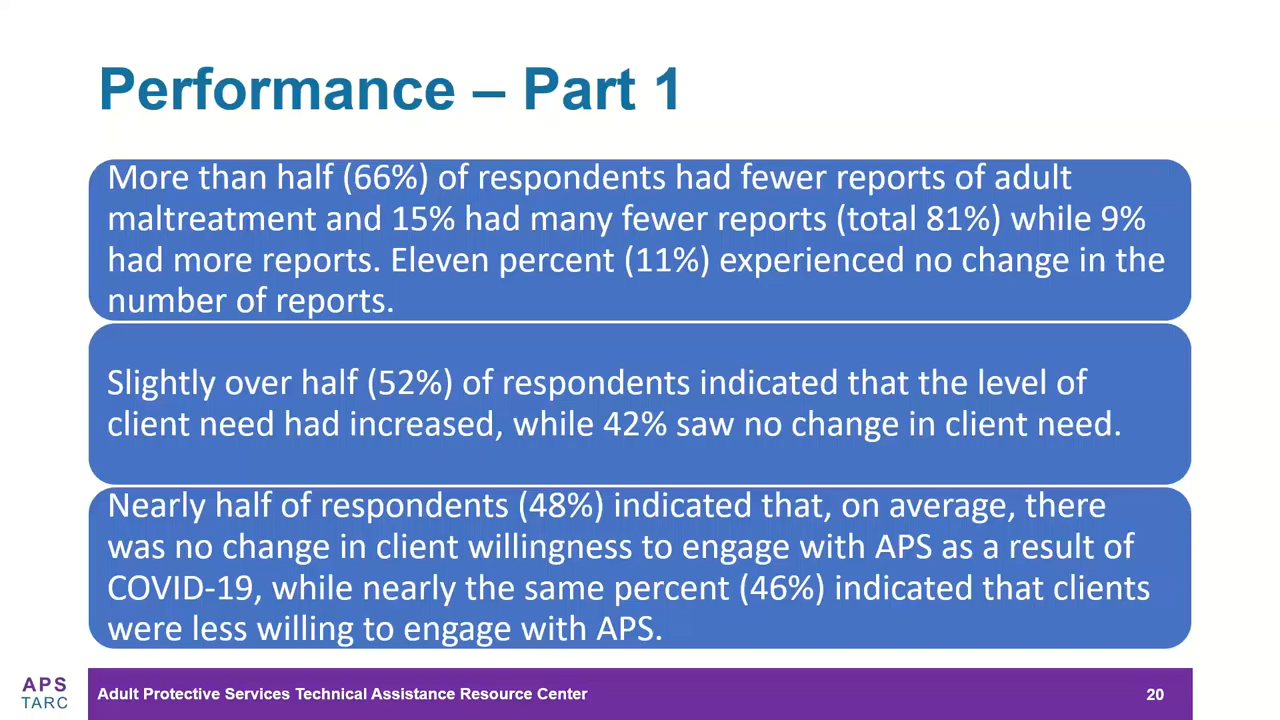 Performance – Part 1
More than half (66%) of respondents had fewer reports of adult
maltreatment and 15% had many fewer reports (total 81%) while 9%
had more reports. Eleven percent (11%) experienced no change in the
number of reports.
Slightly over half (52%) of respondents indicated that the level of
client need had increased, while 42% saw no change in client need.
Nearly half of respondents (48%) indicated that, on average, there
was no change in client willingness to engage with APS as a result of
COVID-19, while nearly the same percent (46%) indicated that clients
were less willing to engage with APS.
APS
TARC
Adult Protective Services Technical Assistance Resource Center
20